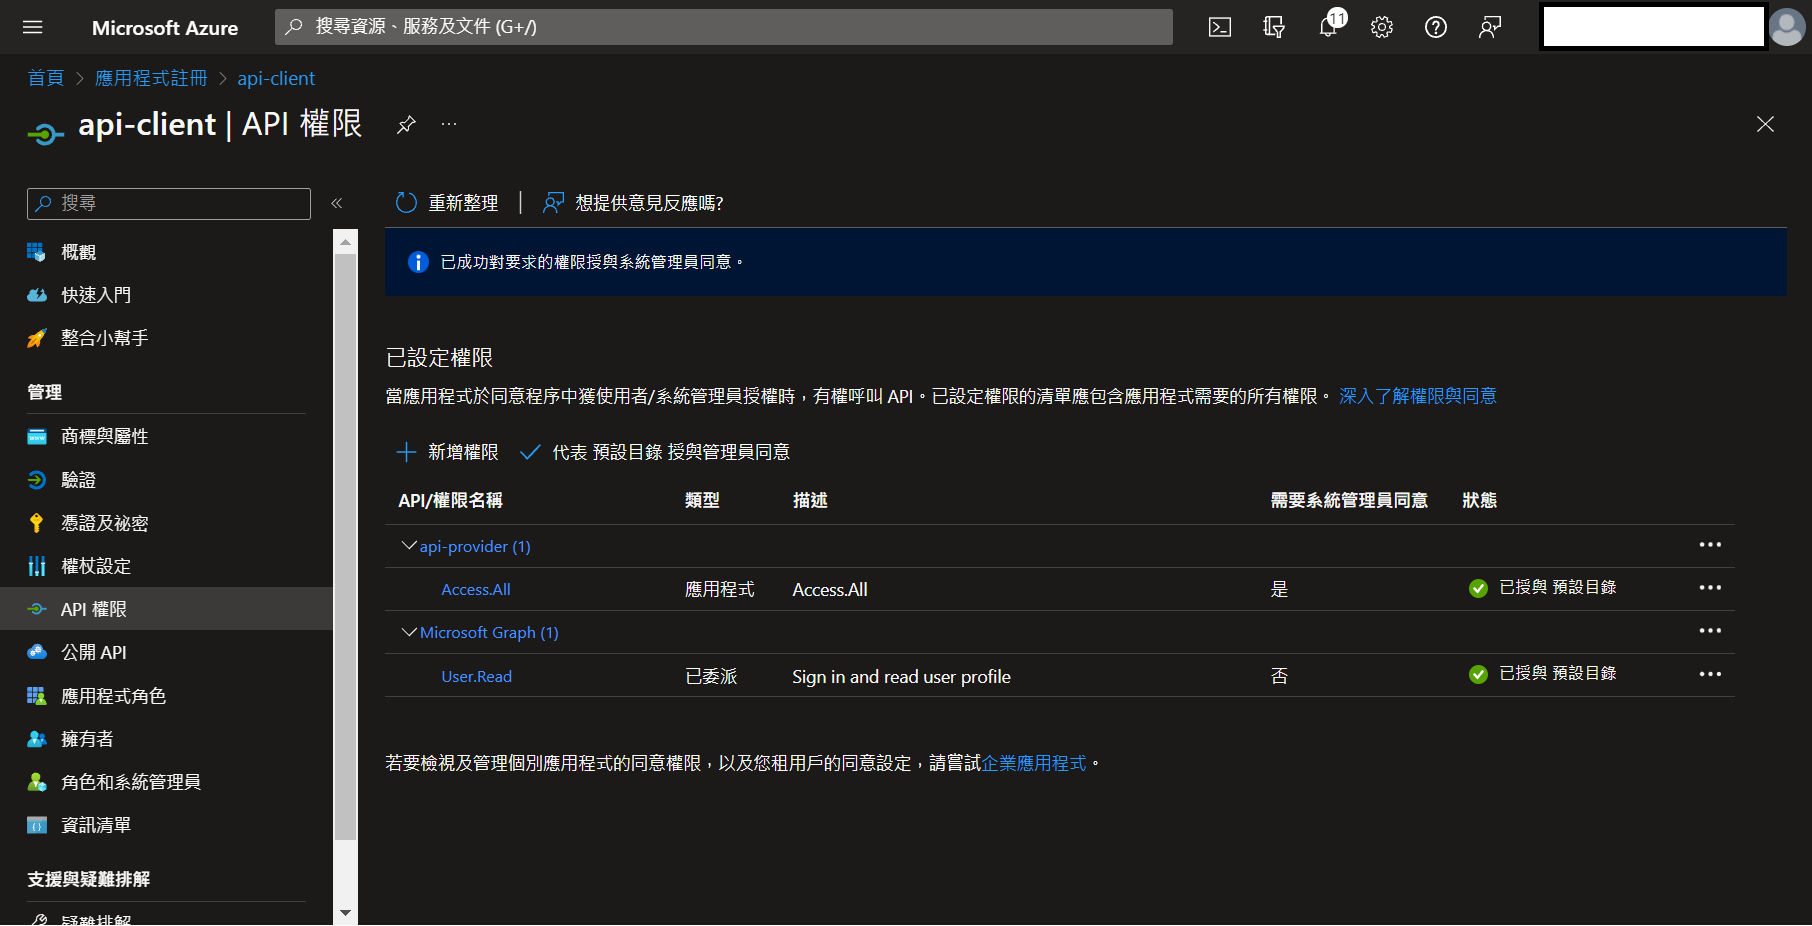 Microsoft Azure
搜尋資源、服務及文件 (G+/)
11
首頁 > 應用程式註冊 > api-client
api-client | API 權限
搜尋
«
重新整理
想提供意見反應嗎?
概觀
快速入門
整合小幫手
管理
商標與屬性
驗證
憑證及祕密
權杖設定
API 權限
公開 API
應用程式角色
擁有者
角色和系統管理員
資訊清單
支援與疑難排解
疑難排解
已成功對要求的權限授與系統管理員同意。
已設定權限
當應用程式於同意程序中獲使用者/系統管理員授權時，有權呼叫 API。已設定權限的清單應包含應用程式需要的所有權限。 深入了解權限與同意
新增權限 代表 預設目錄 授與管理員同意
API/權限名稱 類型 描述 需要系統管理員同意 狀態
api-provider (1)
Access.All 應用程式 Access.All 是 已授與 預設目錄
Microsoft Graph (1)
User.Read 已委派 Sign in and read user profile 否 已授與 預設目錄
若要檢視及管理個別應用程式的同意權限，以及您租用戶的同意設定，請嘗試企業應用程式。